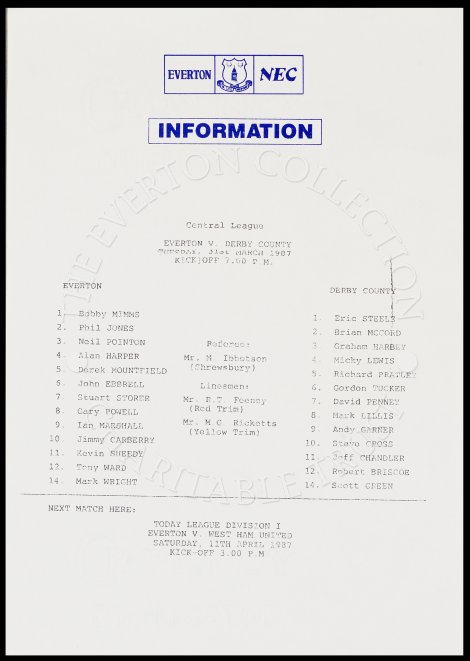 EVERTON NEC
INFORMATION
THE EVERTON COLLECTION
CHARITABLE
Central League
EVERTON V. DERBY COUNTY
TUESDAY, 31st MARCH 1987
KICK-OFF 7.00 P.M.
EVERTON
1. Bobby MIMMS
2. Phil JONES
3. Neil POINTON
4. Alan HARPER
5. Derek MOUNTFIELD
6. John EBBRELL
7. Stuart STORER
8. Gary POWELL
9. Ian MARSHALL
10. Jimmy CARBERRY
11. Kevin SHEEDY
12. Tony WARD
14. Mark WRIGHT
Referee:
Mr. N. Ibbotson
(Shrewsbury)
Linesmen:
Mr. R.T. Feeney
(Red Trim)
Mr. M.G. Ricketts
(Yellow Trim)
DERBY COUNTY
1. Eric STEELE
2. Brian McCORD
3. Graham HARBEY
4. Micky LEWIS
5. Richard PRATLEY
6. Gordon TUCKER
7. David PENNEY
8. Mark LILLIS
9. Andy GARNER
10. Steve CROSS
11. Jeff CHANDLER
12. Robert BRISCOE
14. Scott GREEN
NEXT MATCH HERE:
TODAY LEAGUE DIVISION I
EVERTON V. WEST HAM UNITED
SATURDAY, 11TH APRIL 1987
KICK-OFF 3.00 P.M